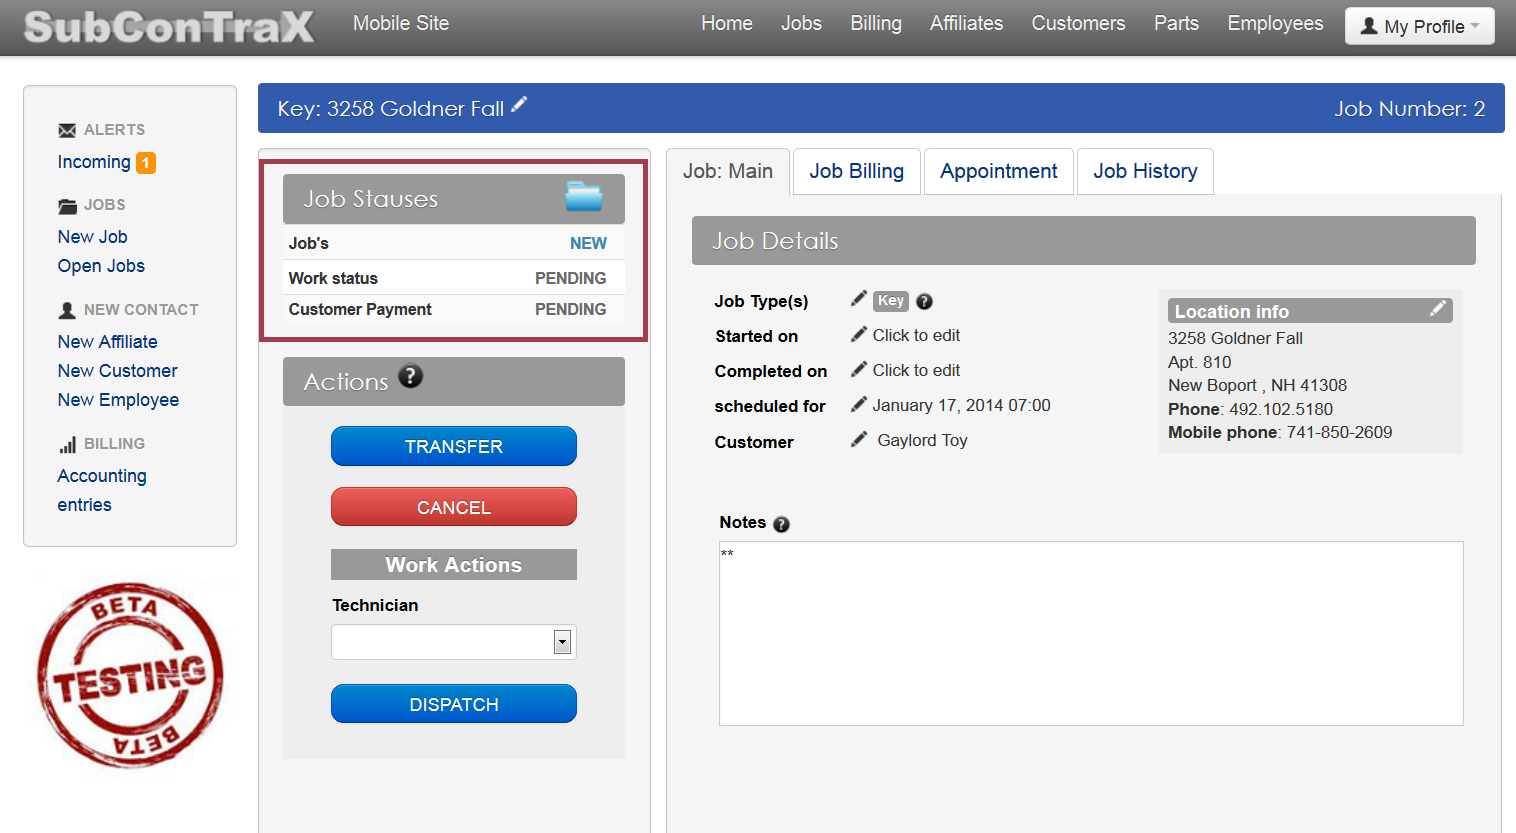 SubConTraX
Mobile Site
Home Jobs Billing Affiliates Customers Parts Employees My Profile
ALERTS
Incoming 1
JOBS
New Job
Open Jobs
NEW CONTACT
New Affiliate
New Customer
New Employee
BILLING
Accounting
entries
BETA
TESTING
BETA
Key: 3258 Goldner Fall
Job Number: 2
Job Stauses
Job's NEW
Work status PENDING
Customer Payment PENDING
Actions ?
TRANSFER
CANCEL
Work Actions
Technician
DISPATCH
Job: Main Job Billing Appointment Job History
Job Details
Job Type(s) Key ?
Started on Click to edit
Completed on Click to edit
scheduled for January 17, 2014 07:00
Customer Gaylord Toy
Location info
3258 Goldner Fall
Apt. 810
New Boport , NH 41308
Phone: 492.102.5180
Mobile phone: 741-850-2609
Notes ?
**